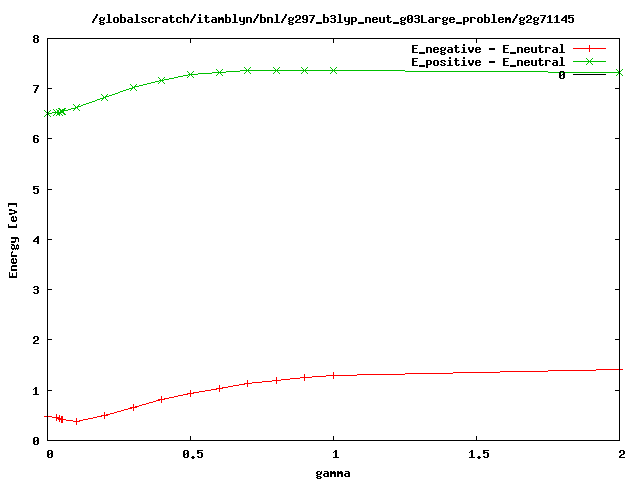 /globalscratch/itamblyn/bnl/g297_b3lyp_neut_g03Large_problem/g2g71145
E_negative - E_neutral
E_positive - E_neutral
0
8
7
6
5
4
3
2
1
0
Energy [eV]
0 0.5 1 1.5 2
gamma